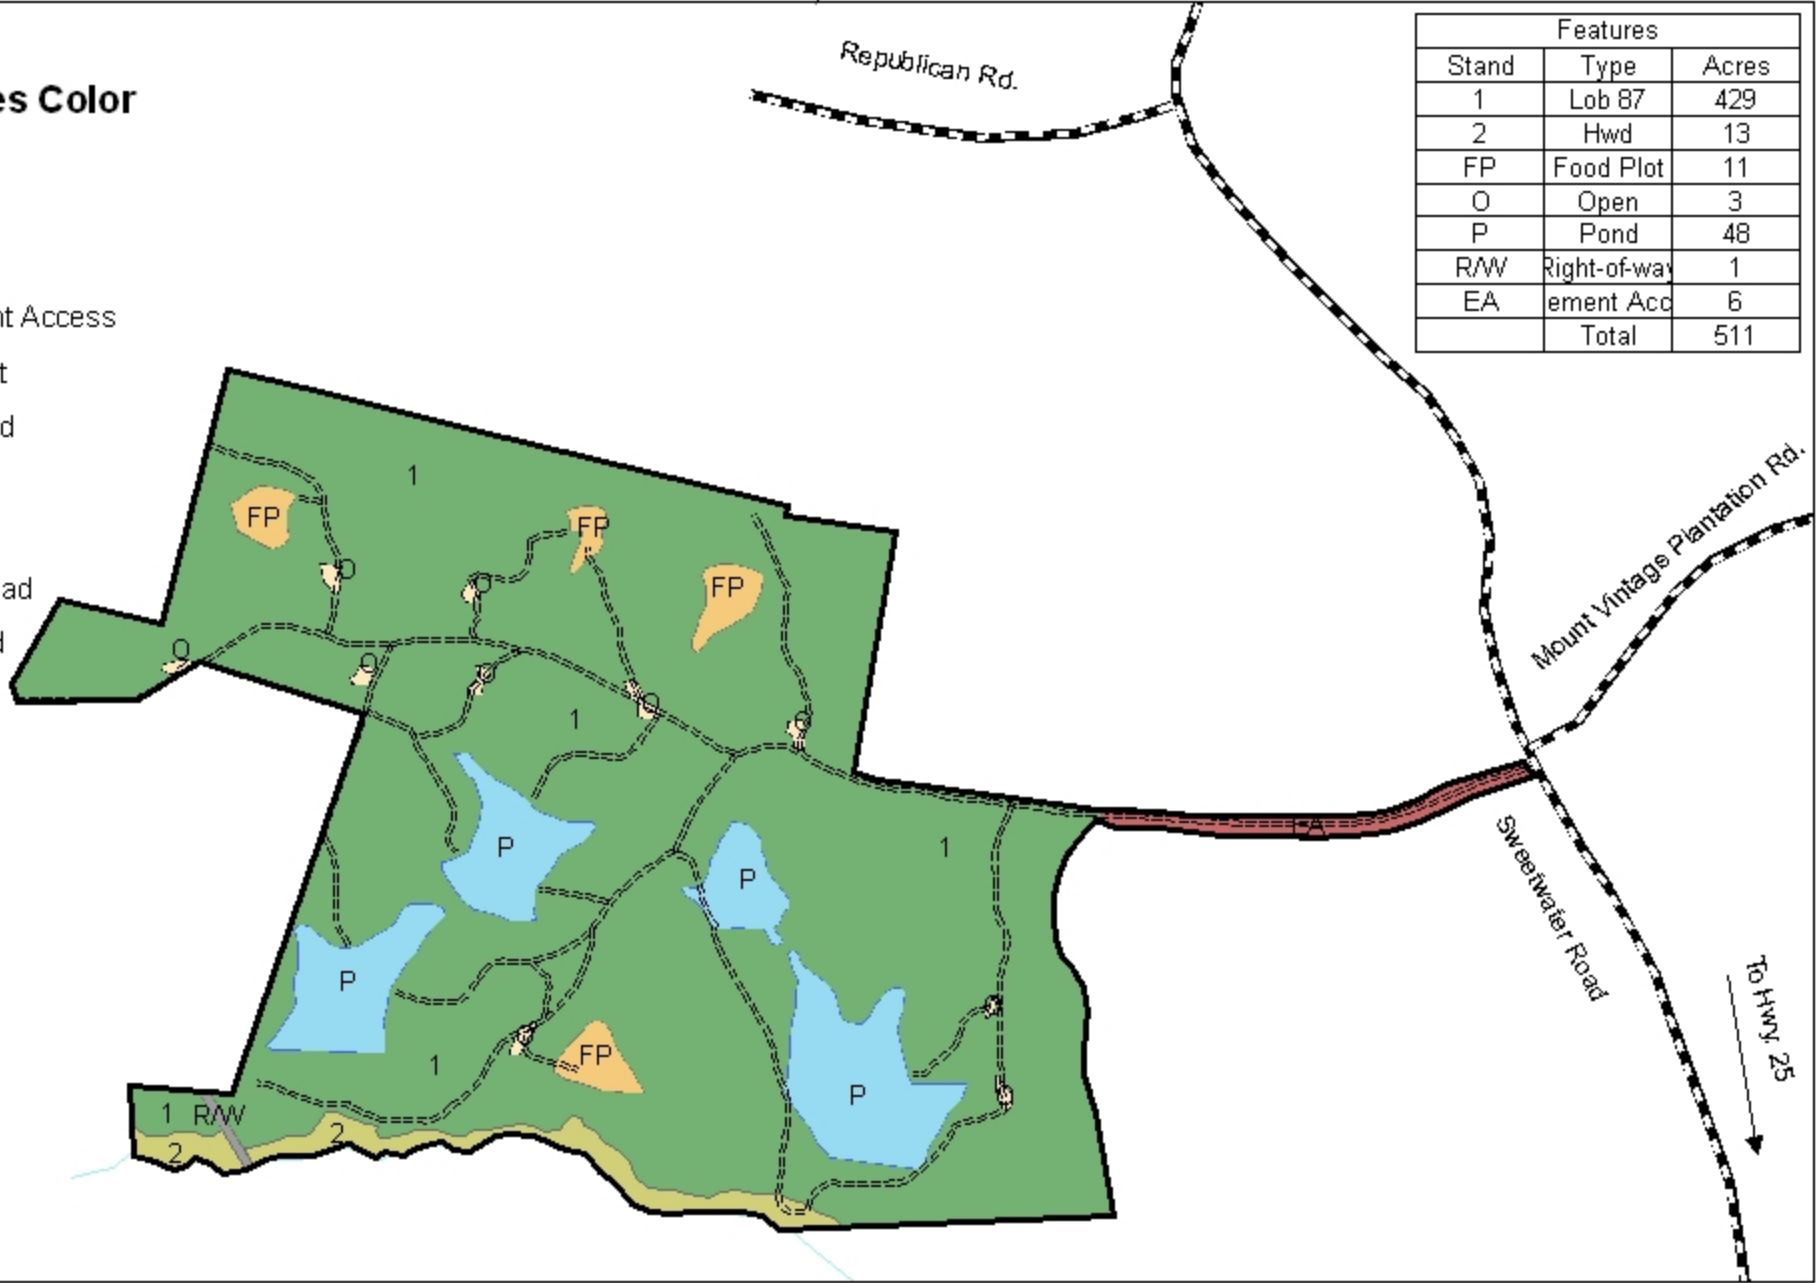 Republican Rd.
Features
Stand Type Acres
1 Lob 87 429
2 Hwd 13
FP Food Plot 11
O Open 3
P Pond 48
R/W Right-of-way 1
EA ement Acc 6
Total 511
es Color
nt Access
t
d
ad
d
Mount Vintage Plantation Rd.
1
FP
FP
FP
O
O
O
O
O
O
O
1
P
1
EA
P
Sweetwater Road
P
To Hwy. 25
O
O
FP
1
P
O
1 R/W
2
2